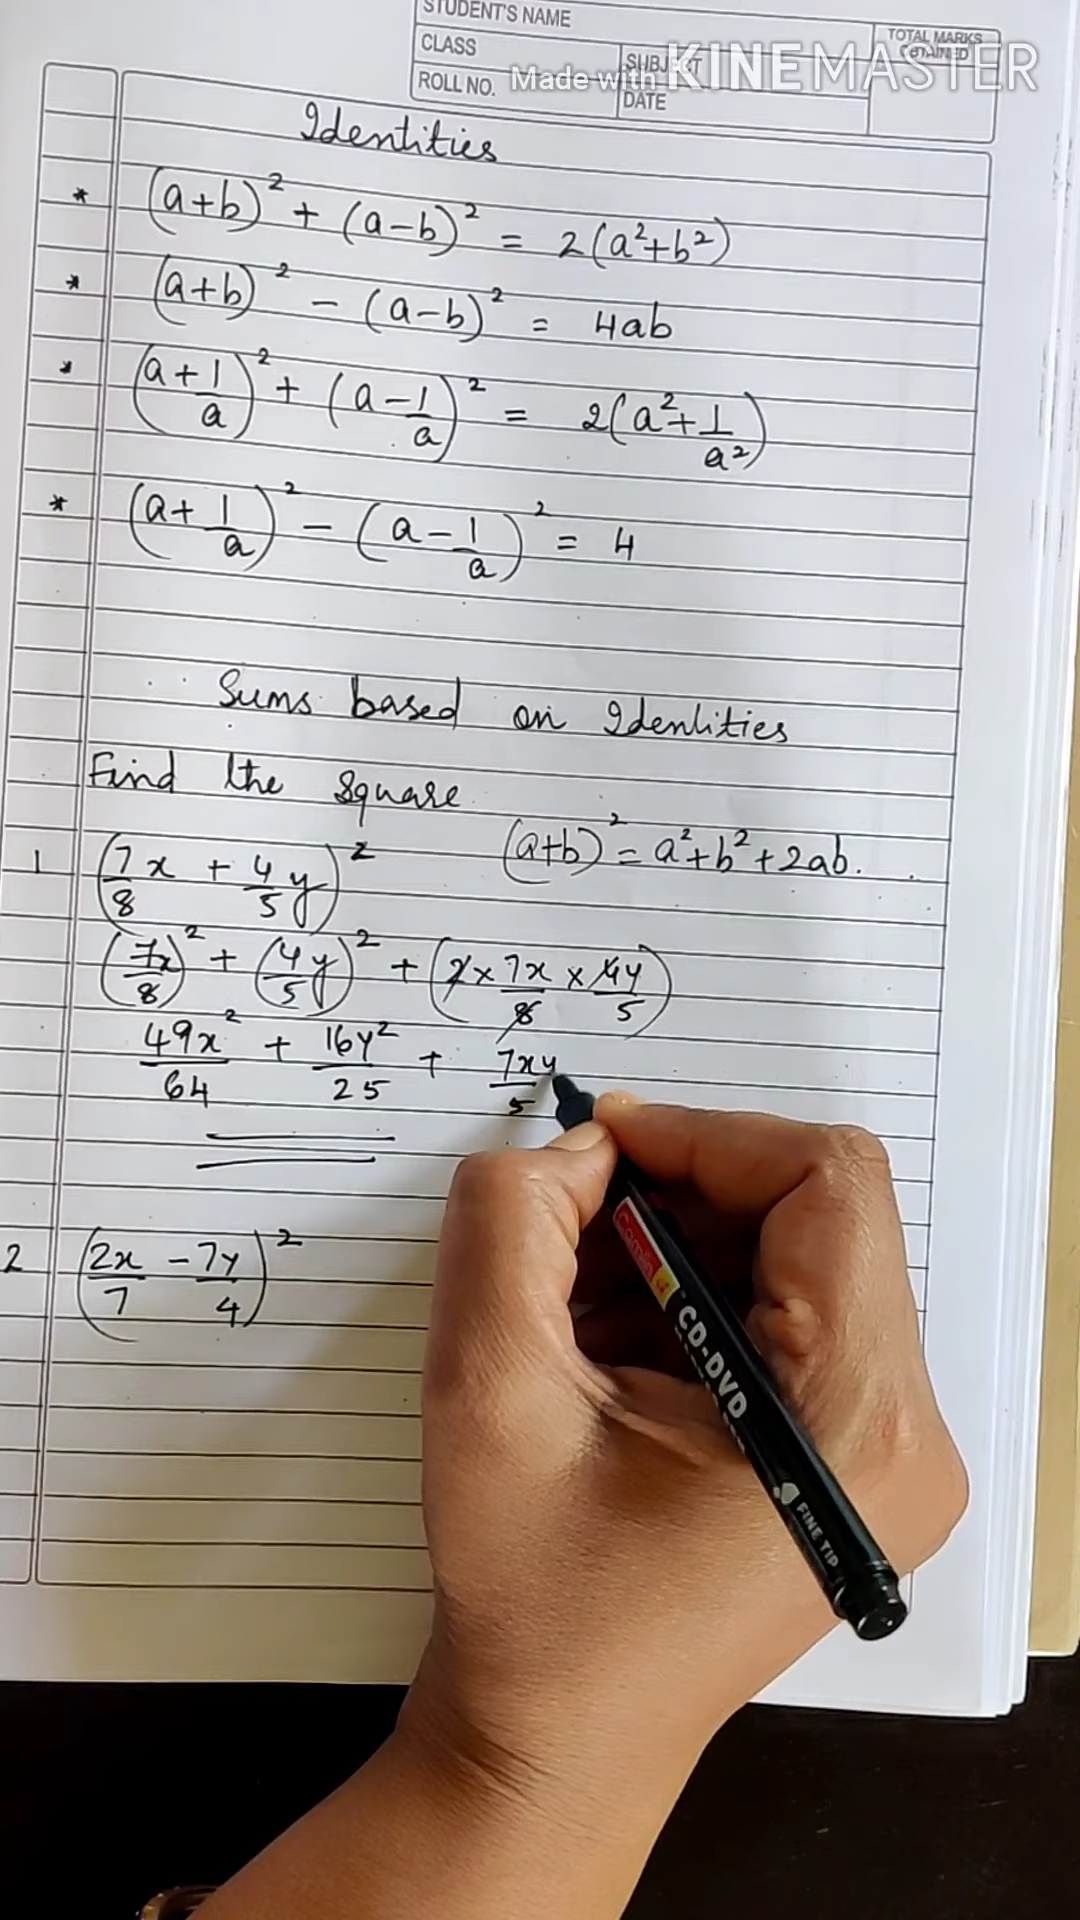 STUDENT'S NAME
CLASS
SUBJECT
TOTAL MARKS OBTAINED
ROLL NO.
DATE
Made with KINEMASTER
Identities
* (a+b)² + (a-b)² = 2(a²+b²)
* (a+b)² - (a-b)² = 4ab
* (a+1/a)² + (a-1/a)² = 2(a²+1/a²)
* (a+1/a)² - (a-1/a)² = 4
Sums based on Identities
Find the square
1 (7/8 x + 4/5 y)² (a+b)² = a²+b²+2ab.
(7x/8)² + (4/5 y)² + (2 × 7x/8 × 4y/5)
49x²/64 + 16y²/25 + 7xy/5
2 (2x/7 - 7y/4)²
Camlin
CD-DVD
FINE TIP